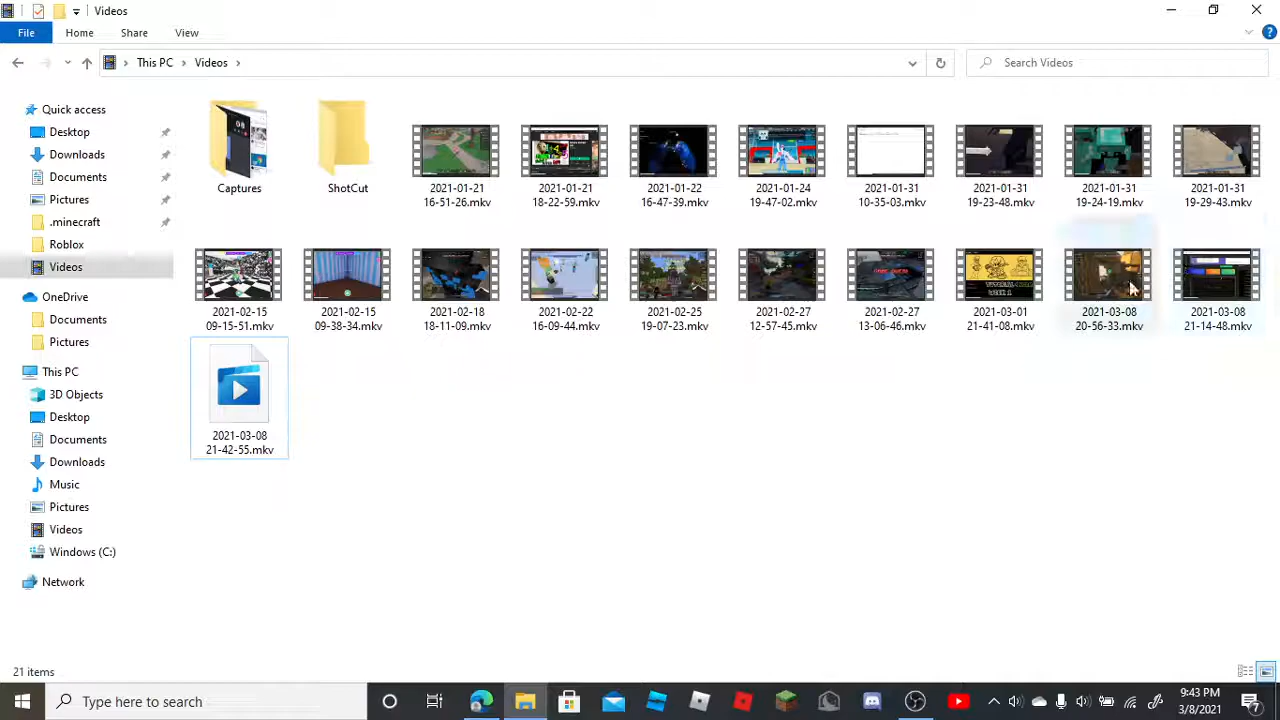 Videos
File
Home
Share
View
This PC
Videos
Search Videos
Quick access
Desktop
Downloads
Documents
Pictures
.minecraft
Roblox
Videos
OneDrive
Documents
Pictures
This PC
3D Objects
Desktop
Documents
Downloads
Music
Pictures
Videos
Windows (C:)
Network
Captures
ShotCut
2021-01-21
16-51-26.mkv
2021-01-21
18-22-59.mkv
2021-01-22
16-47-39.mkv
2021-01-24
19-47-02.mkv
2021-01-31
10-35-03.mkv
2021-01-31
19-23-48.mkv
2021-01-31
19-24-19.mkv
2021-01-31
19-29-43.mkv
2021-02-15
09-15-51.mkv
2021-02-15
09-38-34.mkv
2021-02-18
18-11-09.mkv
2021-02-22
16-09-44.mkv
2021-02-25
19-07-23.mkv
2021-02-27
12-57-45.mkv
2021-02-27
13-06-46.mkv
2021-03-01
21-41-08.mkv
2021-03-08
20-56-33.mkv
2021-03-08
21-14-48.mkv
2021-03-08
21-42-55.mkv
21 items
Type here to search
9:43 PM
3/8/2021
7